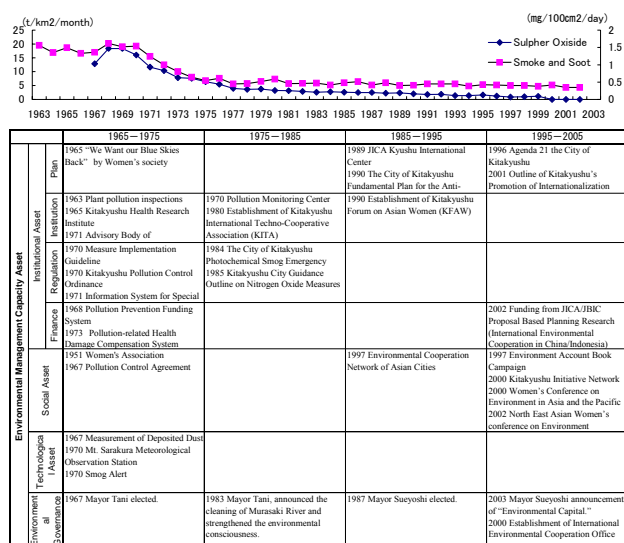 (t/km2/month)
(mg/100cm2/day)
25
20
15
10
5
0
2
1.5
1
0.5
0
Sulpher Oxiside
Smoke and Soot
1963 1965 1967 1969 1971 1973 1975 1977 1979 1981 1983 1985 1987 1989 1991 1993 1995 1997 1999 2001 2003
1965－1975
1975－1985
1985－1995
1995－2005
Environmental Management Capacity Asset
Institutional Asset
Plan
1965 "We Want our Blue Skies
Back" by Women's society
1989 JICA Kyushu International
Center
1990 The City of Kitakyushu
Fundamental Plan for the Anti-
1996 Agenda 21 the City of
Kitakyushu
2001 Outline of Kitakyushu's
Promotion of Internationalization
Institution
1963 Plant pollution inspections
1965 Kitakyushu Health Research
Institute
1971 Advisory Body of
1970 Pollution Monitoring Center
1980 Establishment of Kitakyushu
International Techno-Cooperative
Association (KITA)
1990 Establishment of Kitakyushu
Forum on Asian Women (KFAW)
Regulation
1970 Measure Implementation
Guideline
1970 Kitakyushu Pollution Control
Ordinance
1971 Information System for Special
1984 The City of Kitakyushu
Photochemical Smog Emergency
1985 Kitakyushu City Guidance
Outline on Nitrogen Oxide Measures
Finance
1968 Pollution Prevention Funding
System
1973 Pollution-related Health
Damage Compensation System
2002 Funding from JICA/JBIC
Proposal Based Planning Research
(International Environmental
Cooperation in China/Indonesia)
Social Asset
1951 Women's Association
1967 Pollution Control Agreement
1997 Environmental Cooperation
Network of Asian Cities
1997 Environment Account Book
Campaign
2000 Kitakyushu Initiative Network
2000 Women's Conference on
Environment in Asia and the Pacific
2002 North East Asian Women's
conference on Environment
Technologica
l Asset
1967 Measurement of Deposited Dust
1970 Mt. Sarakura Meteorological
Observation Station
1970 Smog Alert
Environment
al
Governance
1967 Mayor Tani elected.
1983 Mayor Tani, announced the
cleaning of Murasaki River and
strengthened the environmental
consciousness.
1987 Mayor Sueyoshi elected.
2003 Mayor Sueyoshi announcement
of "Environmental Capital."
2000 Establishment of International
Environmental Cooperation Office